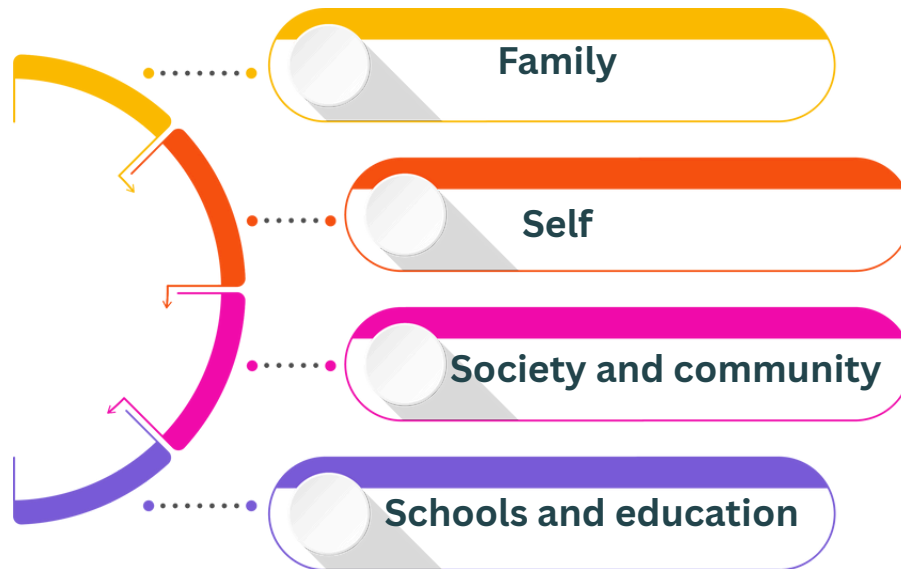 Family
Self
Society and community
Schools and education